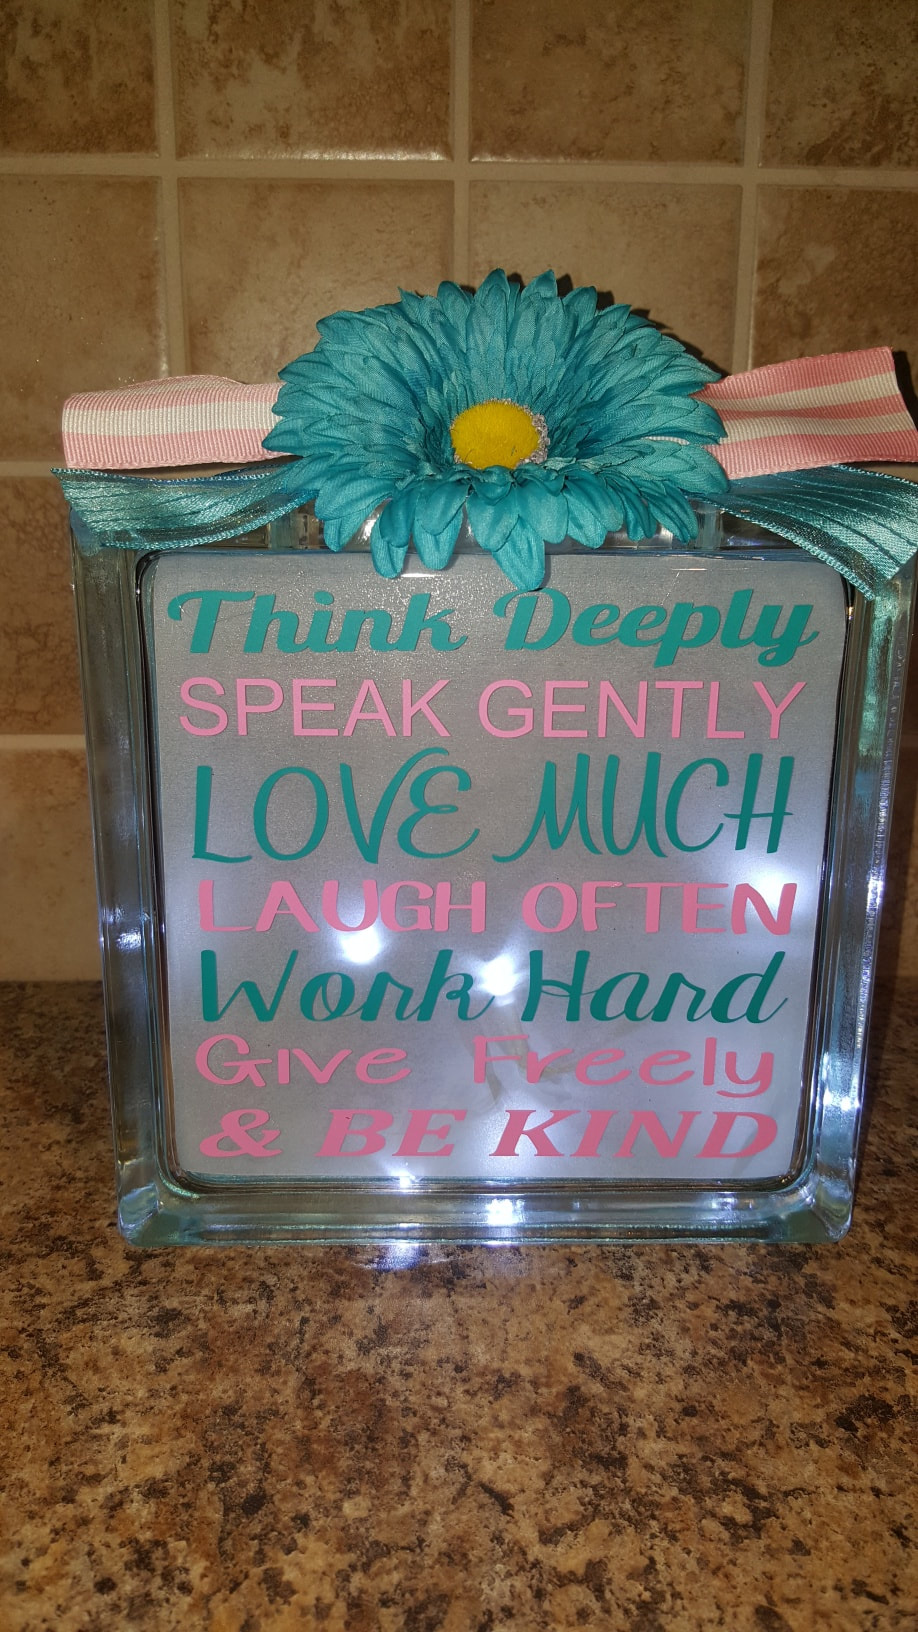 Think Deeply
SPEAK GENTLY
LOVE MUCH
LAUGH OFTEN
Work Hard
Give Freely
& BE KIND